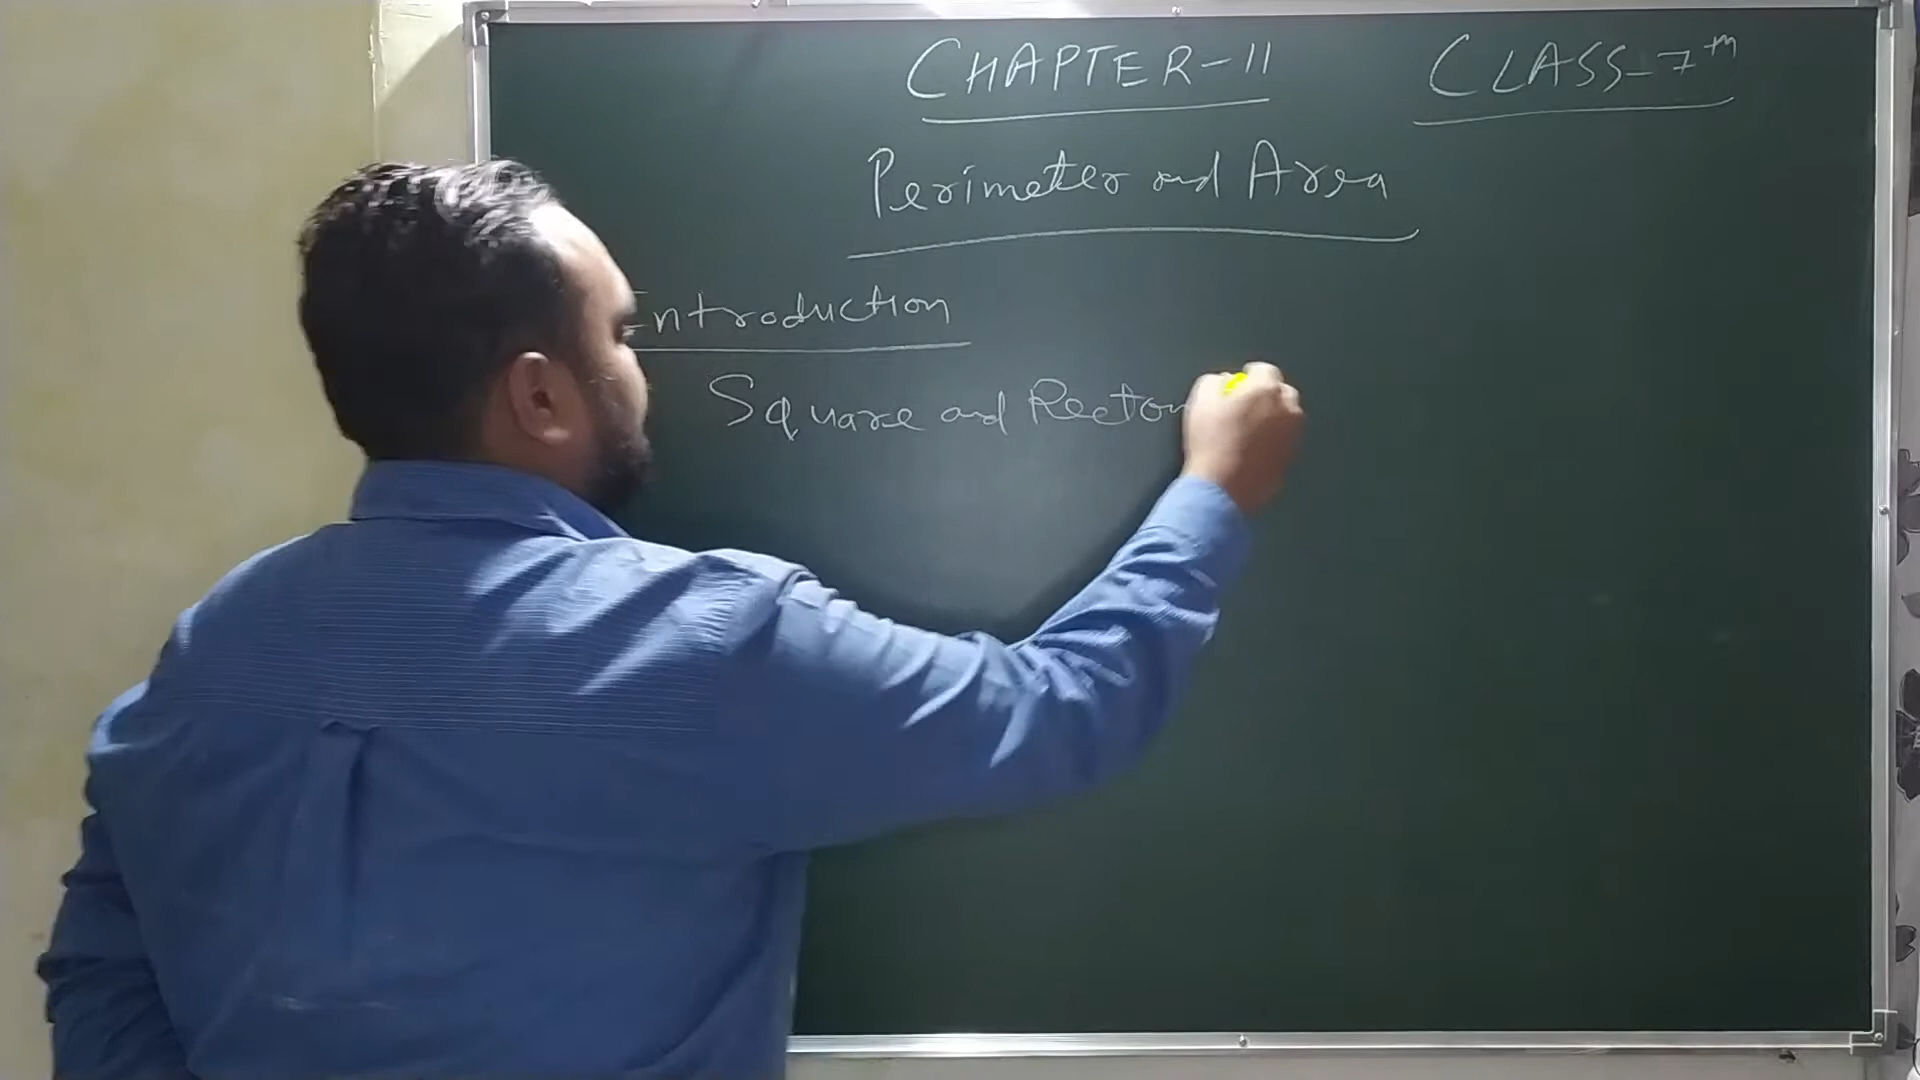 CHAPTER-11 CLASS-7th
Perimeter and Area
Introduction
Square and Rectan